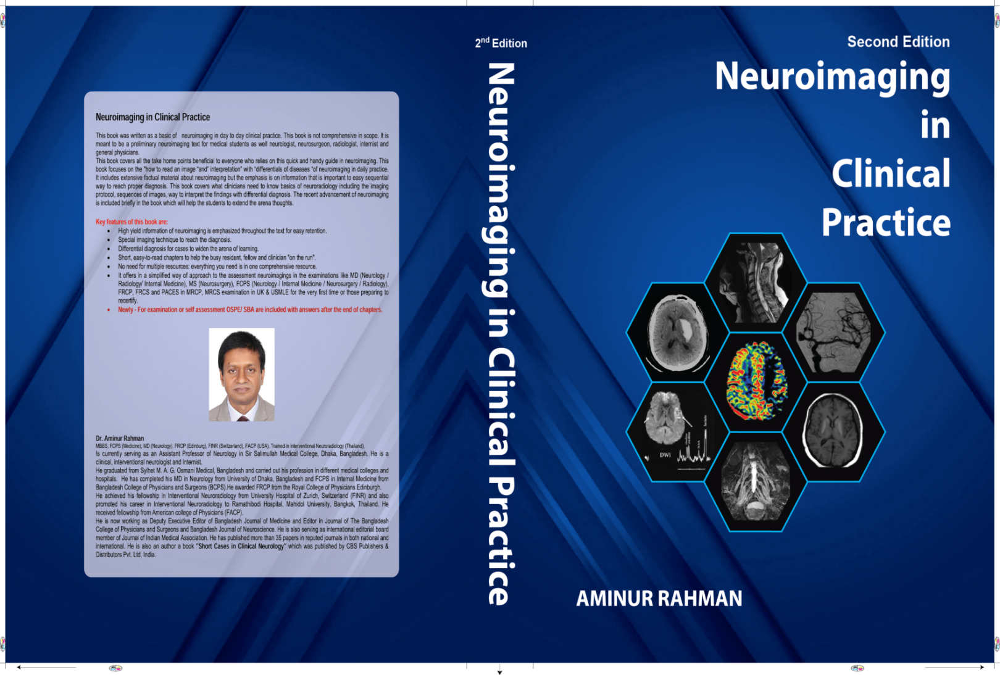 Neuroimaging in Clinical Practice
This book was written as a basic of neuroimaging in day to day clinical practice. This book is not comprehensive in scope. It is
meant to be a preliminary neuroimaging text for medical students as well neurologist, neurosurgeon, radiologist, internist and
general physicians.
This book covers all the take home points beneficial to everyone who relies on this quick and handy guide in neuroimaging. This
book focuses on the "how to read an image “and” interpretation” with “differentials of diseases “of neuroimaging in daily practice.
It includes extensive factual material about neuroimaging but the emphasis is on information that is important to easy sequential
way to reach proper diagnosis. This book covers what clinicians need to know basics of neuroradiology including the imaging
protocol, sequences of images, way to interpret the findings with differential diagnosis. The recent advancement of neuroimaging
is included briefly in the book which will help the students to extend the arena thoughts.
Key features of this book are:
• High yield information of neuroimaging is emphasized throughout the text for easy retention.
• Special imaging technique to reach the diagnosis.
• Differential diagnosis for cases to widen the arena of learning.
• Short, easy-to-read chapters to help the busy resident, fellow and clinician "on the run".
• No need for multiple resources: everything you need is in one comprehensive resource.
• It offers in a simplified way of approach to the assessment neuroimagings in the examinations like MD (Neurology /
Radiology/ Internal Medicine), MS (Neurosurgery), FCPS (Neurology / Internal Medicine / Neurosurgery / Radiology),
FRCP, FRCS and PACES in MRCP, MRCS examination in UK & USMLE for the very first time or those preparing to
recertify.
• Newly - For examination or self assessment OSPE/ SBA are included with answers after the end of chapters.
Dr. Aminur Rahman
MBBS, FCPS (Medicine), MD (Neurology), FRCP (Edinburg), FINR (Switzerland), FACP (USA), Trained in Interventional Neuroradiology (Thailand),
Is currently serving as an Assistant Professor of Neurology in Sir Salimullah Medical College, Dhaka, Bangladesh. He is a
clinical, interventional neurologist and Internist.
He graduated from Sylhet M. A. G. Osmani Medical, Bangladesh and carried out his profession in different medical colleges and
hospitals. He has completed his MD in Neurology from University of Dhaka, Bangladesh and FCPS in Internal Medicine from
Bangladesh College of Physicians and Surgeons (BCPS).He awarded FRCP from the Royal College of Physicians Edinburgh.
He achieved his fellowship in Interventional Neuroradiology from University Hospital of Zurich, Switzerland (FINR) and also
promoted his career in Interventional Neuroradiology to Ramathibodi Hospital, Mahidol University, Bangkok, Thailand. He
received fellowship from American college of Physicians (FACP).
He is now working as Deputy Executive Editor of Bangladesh Journal of Medicine and Editor in Journal of The Bangladesh
College of Physicians and Surgeons and Bangladesh Journal of Neuroscience. He is also serving as international editorial board
member of Journal of Indian Medical Association. He has published more than 35 papers in reputed journals in both national and
international. He is also an author a book "Short Cases in Clinical Neurology" which was published by CBS Publishers &
Distributors Pvt. Ltd, India.
2nd Edition
Neuroimaging in Clinical Practice
Second Edition
Neuroimaging
in
Clinical
Practice
DWI
choline
creatine
NAA
lactate
AMINUR RAHMAN